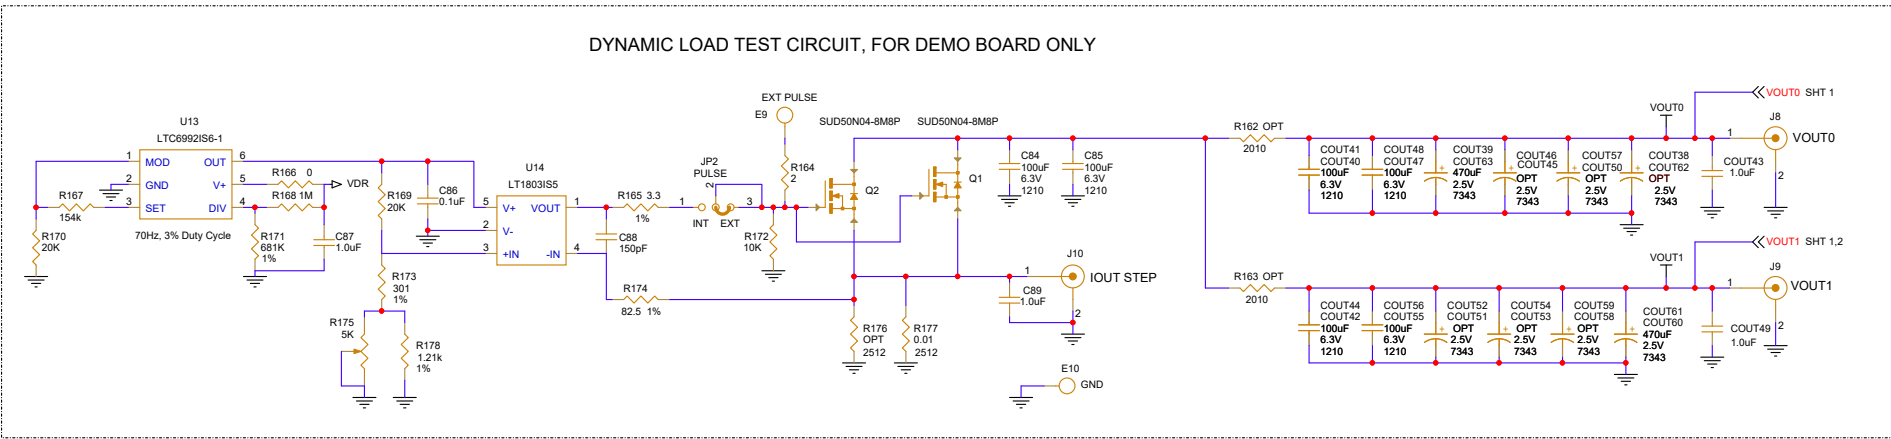 DYNAMIC LOAD TEST CIRCUIT, FOR DEMO BOARD ONLY
U13
LTC6992IS6-1
1 MOD OUT 6
2 GND V+ 5
3 SET DIV 4
70Hz, 3% Duty Cycle
R167
154k
R170
20K
R166 0
VDR
R168 1M
R171
681K
1%
C87
1.0uF
R169
20K
C86
0.1uF
R173
301
1%
R175
5K
R178
1.21k
1%
U14
LT1803IS5
5 V+ VOUT 1
2 V-
3 +IN -IN 4
R165 3.3
1%
C88
150pF
R174
82.5 1%
JP2
PULSE
2
1
3
INT EXT
EXT PULSE
E9
R164
2
R172
10K
SUD50N04-8M8P
Q2
SUD50N04-8M8P
Q1
C84
100uF
6.3V
1210
C85
100uF
6.3V
1210
R176
OPT
2512
R177
0.01
2512
C89
1.0uF
J10
1
IOUT STEP
2
E10
GND
R162 OPT
2010
COUT41
COUT40
100uF
6.3V
1210
COUT48
COUT47
100uF
6.3V
1210
COUT39
COUT63
470uF
2.5V
7343
COUT46
COUT45
OPT
2.5V
7343
COUT57
COUT50
OPT
2.5V
7343
COUT38
COUT62
OPT
2.5V
7343
VOUT0
VOUT0 SHT 1
COUT43
1.0uF
J8
1
VOUT0
2
R163 OPT
2010
COUT44
COUT42
100uF
6.3V
1210
COUT56
COUT55
100uF
6.3V
1210
COUT52
COUT51
OPT
2.5V
7343
COUT54
COUT53
OPT
2.5V
7343
COUT59
COUT58
OPT
2.5V
7343
COUT61
COUT60
470uF
2.5V
7343
VOUT1
VOUT1 SHT 1,2
COUT49
1.0uF
J9
1
VOUT1
2